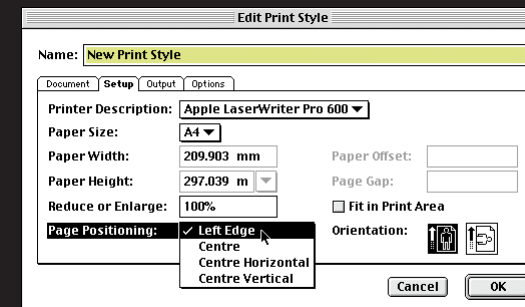 Edit Print Style
Name: New Print Style
Document Setup Output Options
Printer Description: Apple LaserWriter Pro 600
Paper Size: A4
Paper Width: 209.903 mm Paper Offset:
Paper Height: 297.039 m Page Gap:
Reduce or Enlarge: 100% Fit in Print Area
Page Positioning: ✓ Left Edge Orientation:
Centre
Centre Horizontal
Centre Vertical
Cancel OK